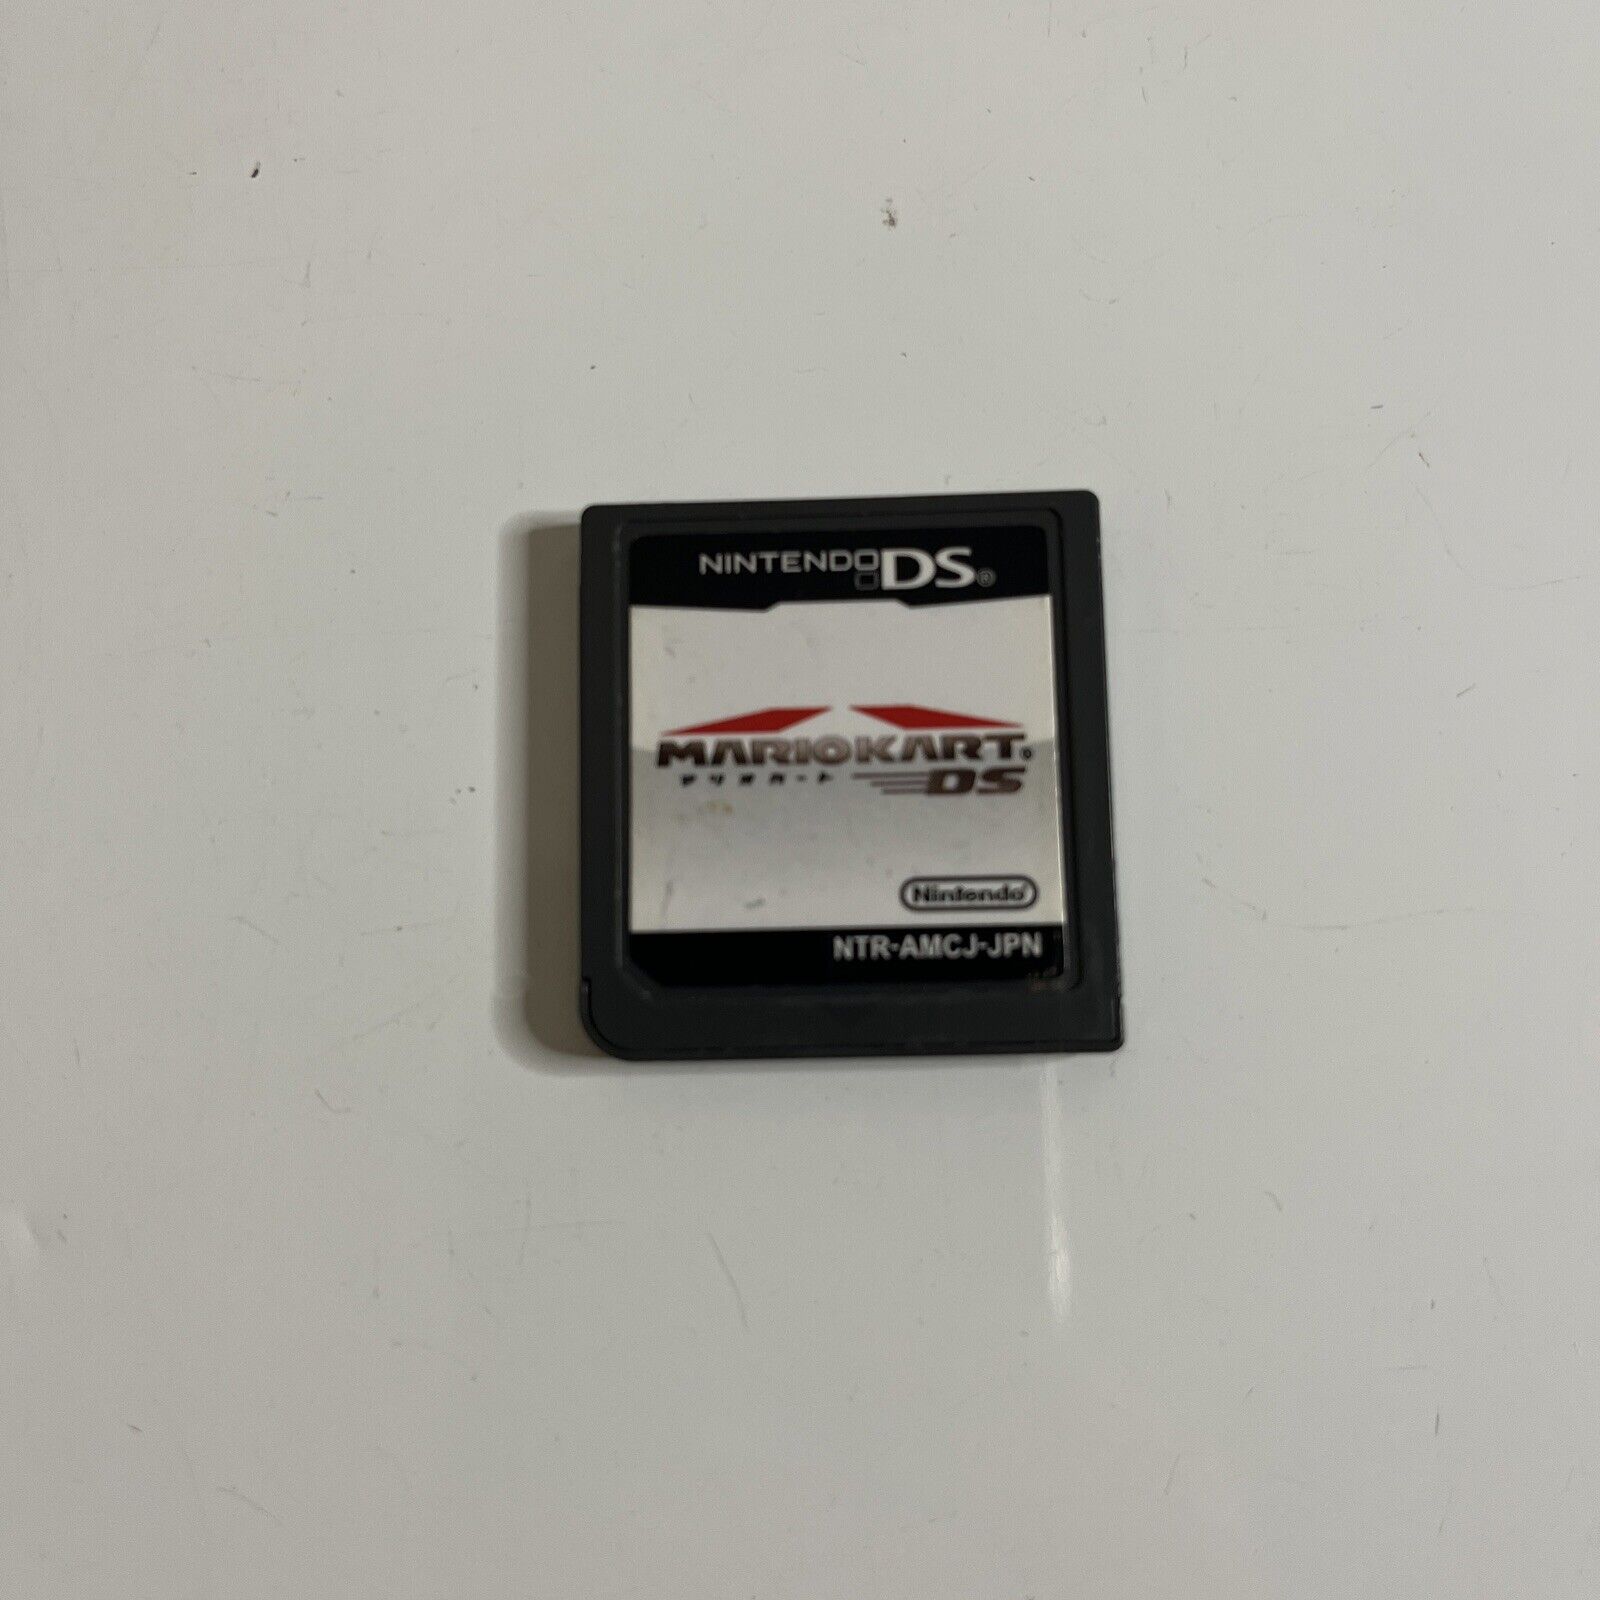 NINTENDO DS®
MARIOKART®
マリオカート DS
Nintendo®
NTR-AMCJ-JPN